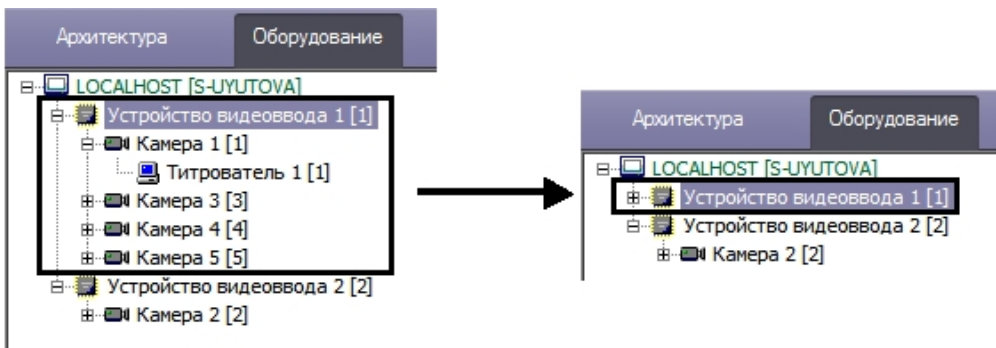 Архитектура Оборудование
LOCALHOST [S-UYUTOVA]
Устройство видеоввода 1 [1]
Камера 1 [1]
Титрователь 1 [1]
Камера 3 [3]
Камера 4 [4]
Камера 5 [5]
Устройство видеоввода 2 [2]
Камера 2 [2]
Архитектура Оборудование
LOCALHOST [S-UYUTOVA]
Устройство видеоввода 1 [1]
Устройство видеоввода 2 [2]
Камера 2 [2]